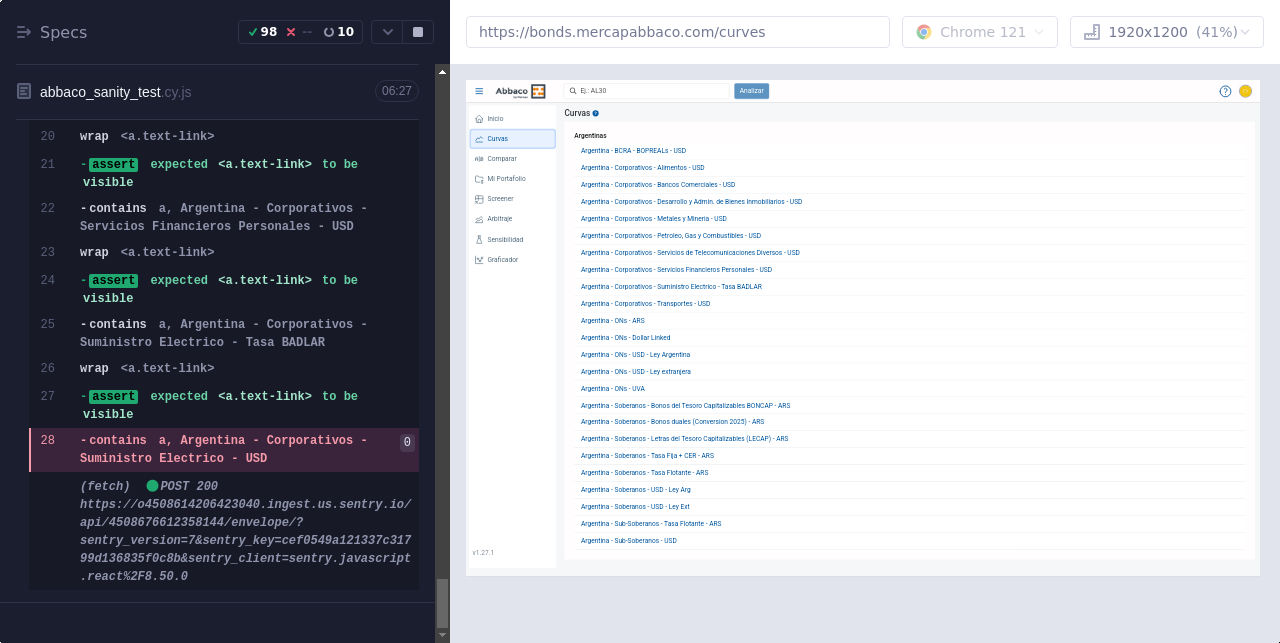 Specs
98
--
10
abbaco_sanity_test.cy.js
06:27
20 wrap <a.text-link>
21 -assert expected <a.text-link> to be
visible
22 -contains a, Argentina - Corporativos -
Servicios Financieros Personales - USD
23 wrap <a.text-link>
24 -assert expected <a.text-link> to be
visible
25 -contains a, Argentina - Corporativos -
Suministro Electrico - Tasa BADLAR
26 wrap <a.text-link>
27 -assert expected <a.text-link> to be
visible
28 -contains a, Argentina - Corporativos - 0
Suministro Electrico - USD
(fetch) POST 200
https://o4508614206423040.ingest.us.sentry.io/
api/4508676612358144/envelope/?
sentry_version=7&sentry_key=cef0549a121337c317
99d136835f0c8b&sentry_client=sentry.javascript
.react%2F8.50.0
https://bonds.mercapabbaco.com/curves
Chrome 121
1920x1200 (41%)
Abbaco
Ej.: AL30
Analizar
Inicio
Curvas
Comparar
Mi Portafolio
Screener
Arbitraje
Sensibilidad
Graficador
v1.27.1
Curvas
Argentinas
Argentina - BCRA - BOPREALs - USD
Argentina - Corporativos - Alimentos - USD
Argentina - Corporativos - Bancos Comerciales - USD
Argentina - Corporativos - Desarrollo y Admin. de Bienes Inmobiliarios - USD
Argentina - Corporativos - Metales y Mineria - USD
Argentina - Corporativos - Petroleo, Gas y Combustibles - USD
Argentina - Corporativos - Servicios de Telecomunicaciones Diversos - USD
Argentina - Corporativos - Servicios Financieros Personales - USD
Argentina - Corporativos - Suministro Electrico - Tasa BADLAR
Argentina - Corporativos - Transportes - USD
Argentina - ONs - ARS
Argentina - ONs - Dollar Linked
Argentina - ONs - USD - Ley Argentina
Argentina - ONs - USD - Ley extranjera
Argentina - ONs - UVA
Argentina - Soberanos - Bonos del Tesoro Capitalizables BONCAP - ARS
Argentina - Soberanos - Bonos duales (Conversion 2025) - ARS
Argentina - Soberanos - Letras del Tesoro Capitalizables (LECAP) - ARS
Argentina - Soberanos - Tasa Fija + CER - ARS
Argentina - Soberanos - Tasa Flotante - ARS
Argentina - Soberanos - USD - Ley Arg
Argentina - Soberanos - USD - Ley Ext
Argentina - Sub-Soberanos - Tasa Flotante - ARS
Argentina - Sub-Soberanos - USD